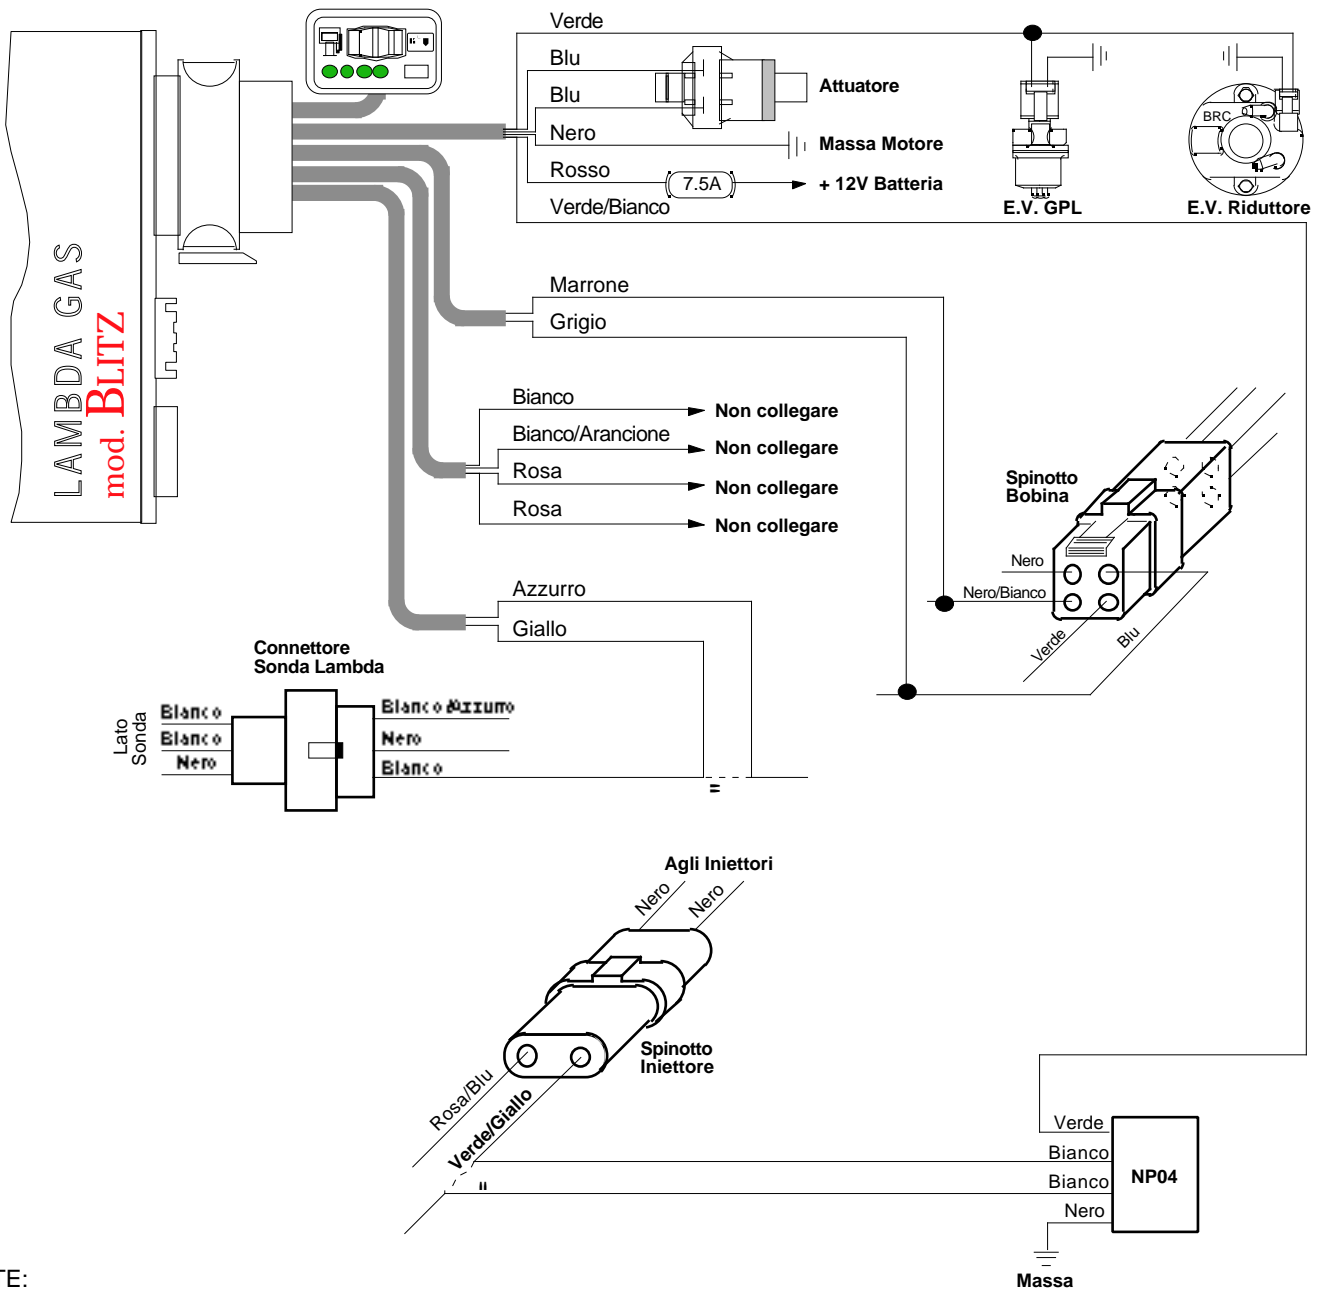 Verde
Blu
Attuatore
Blu
Nero
Massa Motore
Rosso
7.5A
+ 12V Batteria
Verde/Bianco
E.V. GPL
BRC
E.V. Riduttore
LAMBDA GAS
mod. BLITZ
Marrone
Grigio
Bianco
Non collegare
Bianco/Arancione
Non collegare
Rosa
Non collegare
Rosa
Non collegare
Spinotto
Bobina
Nero
Nero/Bianco
Verde
Blu
Azzurro
Giallo
Connettore
Sonda Lambda
Lato
Sonda
Bianco
Bianco
Nero
Bianco Azzurro
Nero
Bianco
Agli Iniettori
Nero
Nero
Spinotto
Iniettore
Rosa/Blu
Verde/Giallo
Verde
Bianco
Bianco
Nero
NP04
Massa
TE: